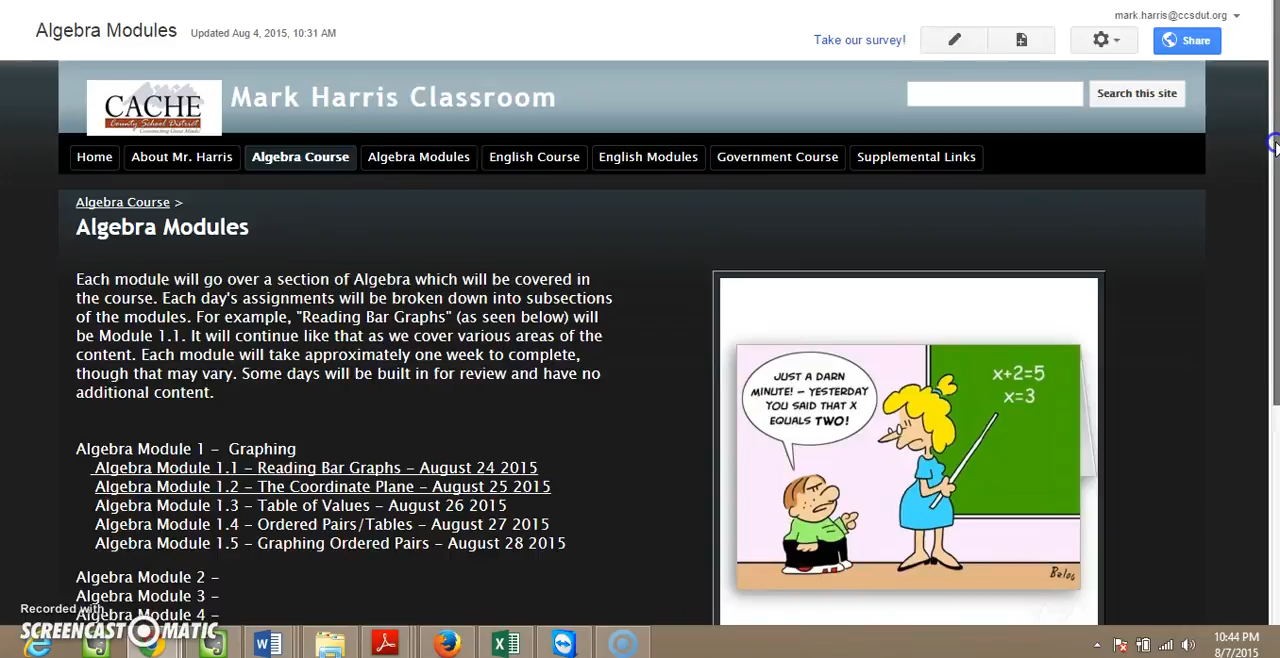 mark.harris@ccsdut.org
Algebra Modules Updated Aug 4, 2015, 10:31 AM
Take our survey!
Share
CACHE
County School District
Mark Harris Classroom
Search this site
Home About Mr. Harris Algebra Course Algebra Modules English Course English Modules Government Course Supplemental Links
Algebra Course >
Algebra Modules
Each module will go over a section of Algebra which will be covered in
the course. Each day's assignments will be broken down into subsections
of the modules. For example, "Reading Bar Graphs" (as seen below) will
be Module 1.1. It will continue like that as we cover various areas of the
content. Each module will take approximately one week to complete,
though that may vary. Some days will be built in for review and have no
additional content.
Algebra Module 1 - Graphing
Algebra Module 1.1 - Reading Bar Graphs - August 24 2015
Algebra Module 1.2 - The Coordinate Plane - August 25 2015
Algebra Module 1.3 - Table of Values - August 26 2015
Algebra Module 1.4 - Ordered Pairs/Tables - August 27 2015
Algebra Module 1.5 - Graphing Ordered Pairs - August 28 2015
Algebra Module 2 -
Algebra Module 3 -
Algebra Module 4 -
JUST A DARN
MINUTE! - YESTERDAY
YOU SAID THAT X
EQUALS TWO!
x+2=5
x=3
Belos
Recorded with
SCREENCAST-O-MATIC
10:44 PM
8/7/2015